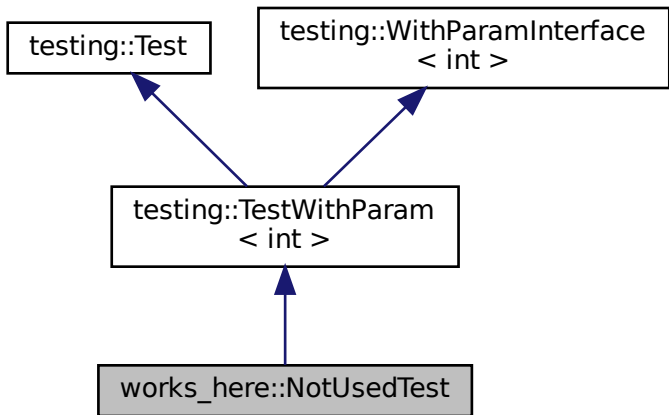 testing::Test
testing::WithParamInterface
< int >
testing::TestWithParam
< int >
works_here::NotUsedTest